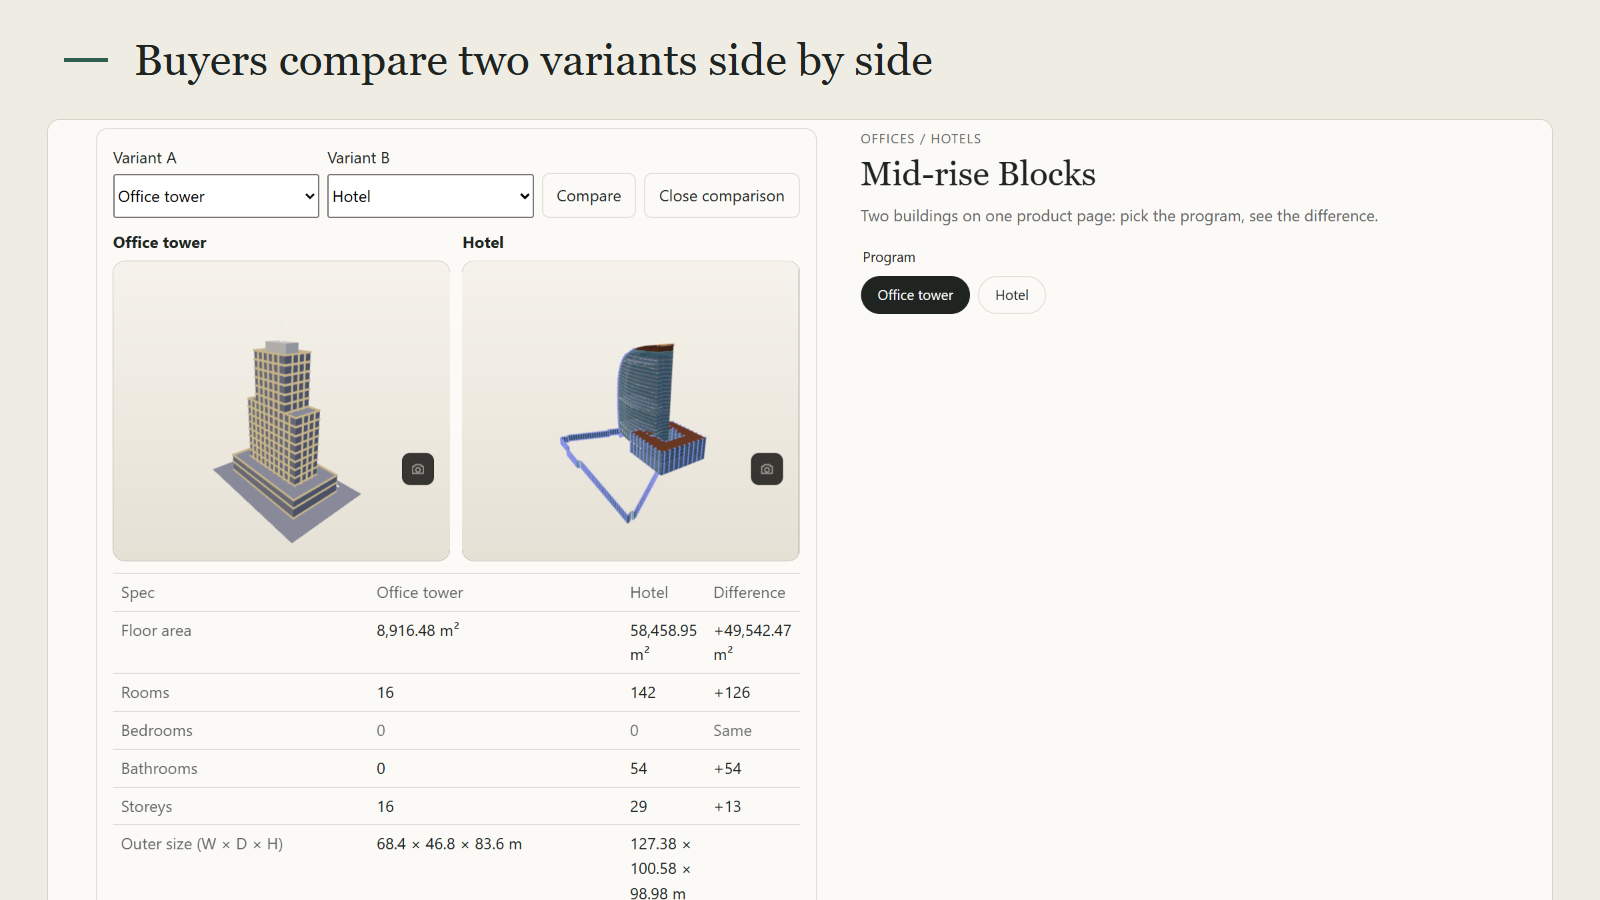 Buyers compare two variants side by side
Variant A
Variant B
Office tower
Hotel
Compare
Close comparison
Office tower
Hotel
Spec
Office tower
Hotel
Difference
Floor area
8,916.48 m²
58,458.95
m²
+49,542.47
m²
Rooms
16
142
+126
Bedrooms
0
0
Same
Bathrooms
0
54
+54
Storeys
16
29
+13
Outer size (W × D × H)
68.4 × 46.8 × 83.6 m
127.38 ×
100.58 ×
98.98 m
OFFICES / HOTELS
Mid-rise Blocks
Two buildings on one product page: pick the program, see the difference.
Program
Office tower
Hotel